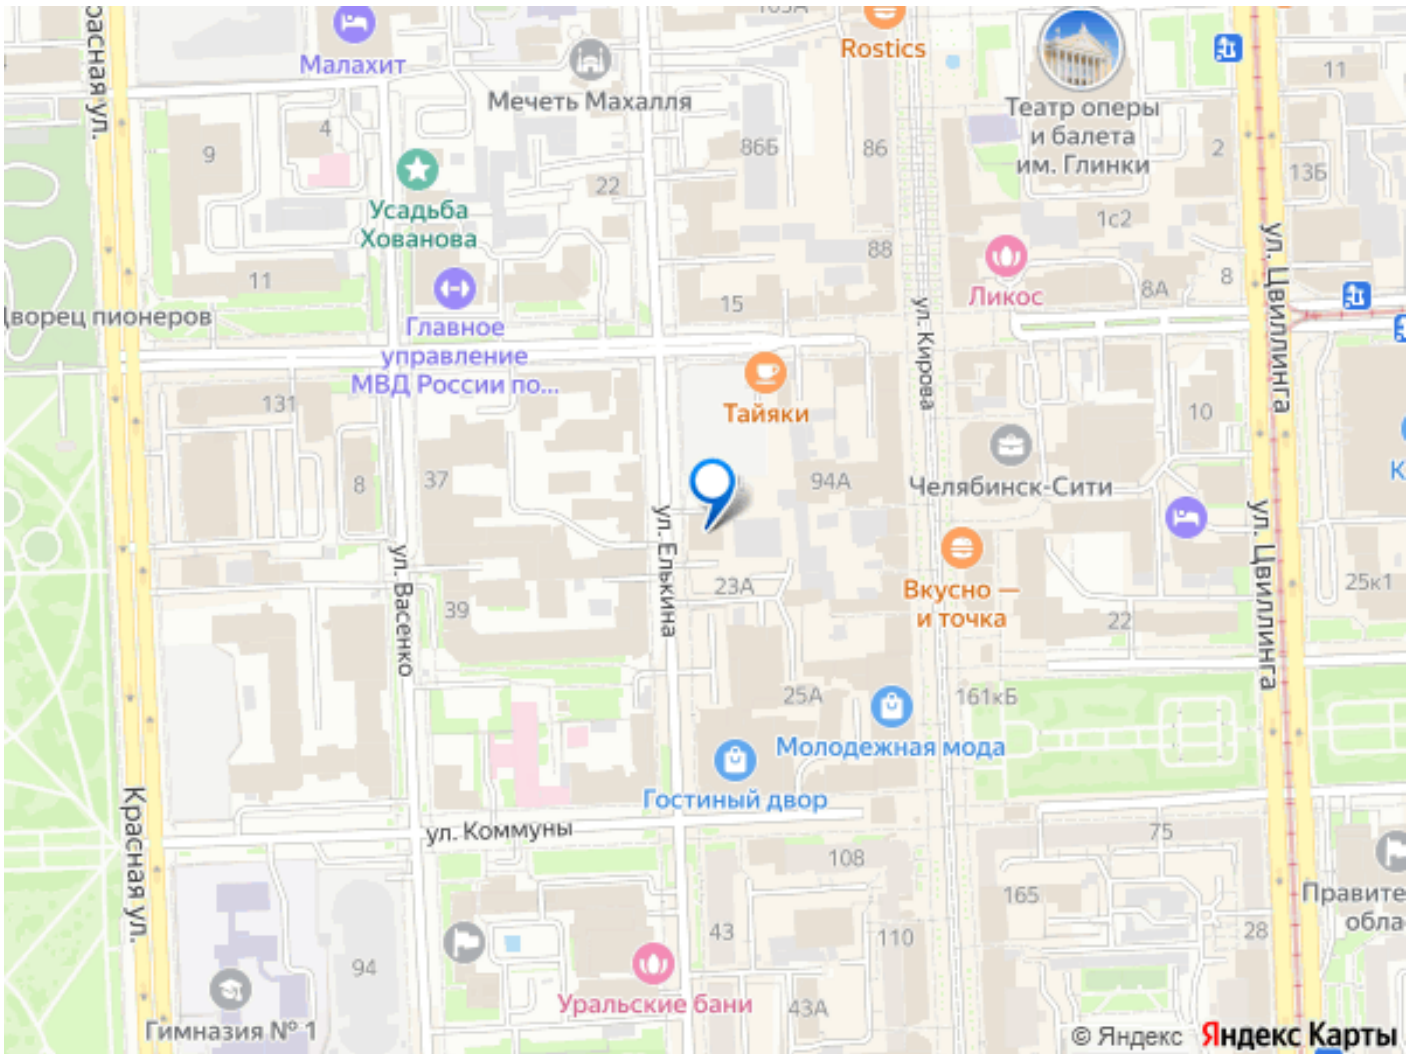 103А
Rostics
Малахит
Мечеть Махалля
Театр оперы
и балета
им. Глинки
11
4
9
86Б
86
2
13Б
22
Усадьба
Хованова
1с2
88
ул. Цвиллинга
11
15
Ликос
8А
8
Дворец пионеров
Главное
управление
МВД России по...
ул. Кирова
131
Тайяки
10
8
37
94А
Челябинск-Сити
ул. Елькина
ул. Цвиллинга
ул. Васенко
23А
Вкусно —
и точка
25к1
39
22
25А
161кБ
Молодежная мода
Гостиный двор
Красная ул.
ул. Коммуны
75
108
165
43
110
28
94
Уральские бани
43А
Гимназия № 1
© Яндекс
Яндекс Карты